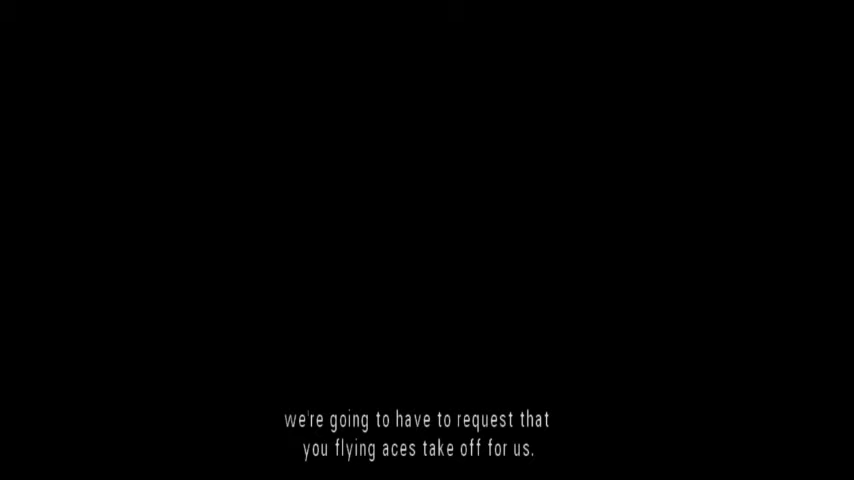 we're going to have to request that
you flying aces take off for us.